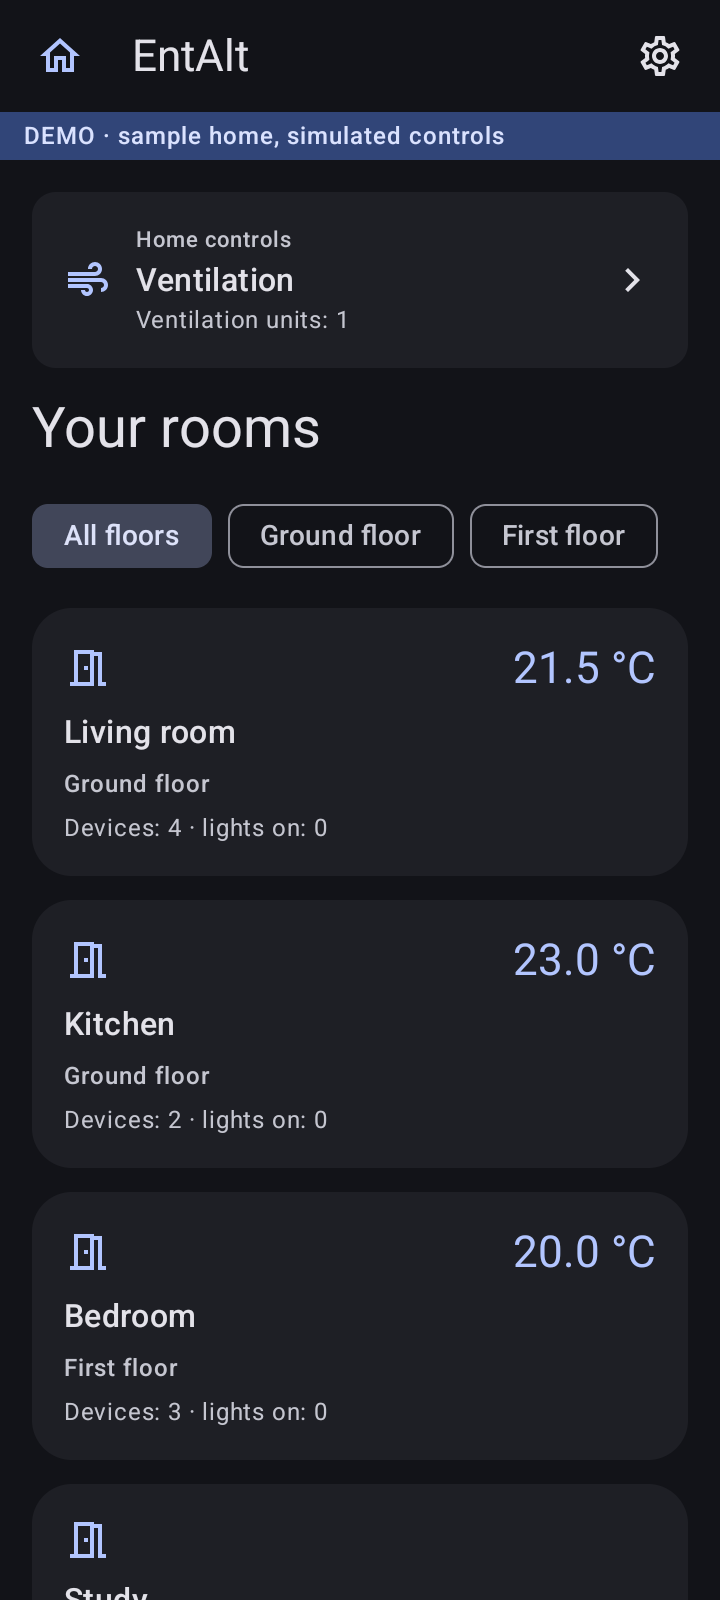 EntAlt
DEMO · sample home, simulated controls
Home controls
Ventilation
Ventilation units: 1
Your rooms
All floors
Ground floor
First floor
21.5 °C
Living room
Ground floor
Devices: 4 · lights on: 0
23.0 °C
Kitchen
Ground floor
Devices: 2 · lights on: 0
20.0 °C
Bedroom
First floor
Devices: 3 · lights on: 0
Study